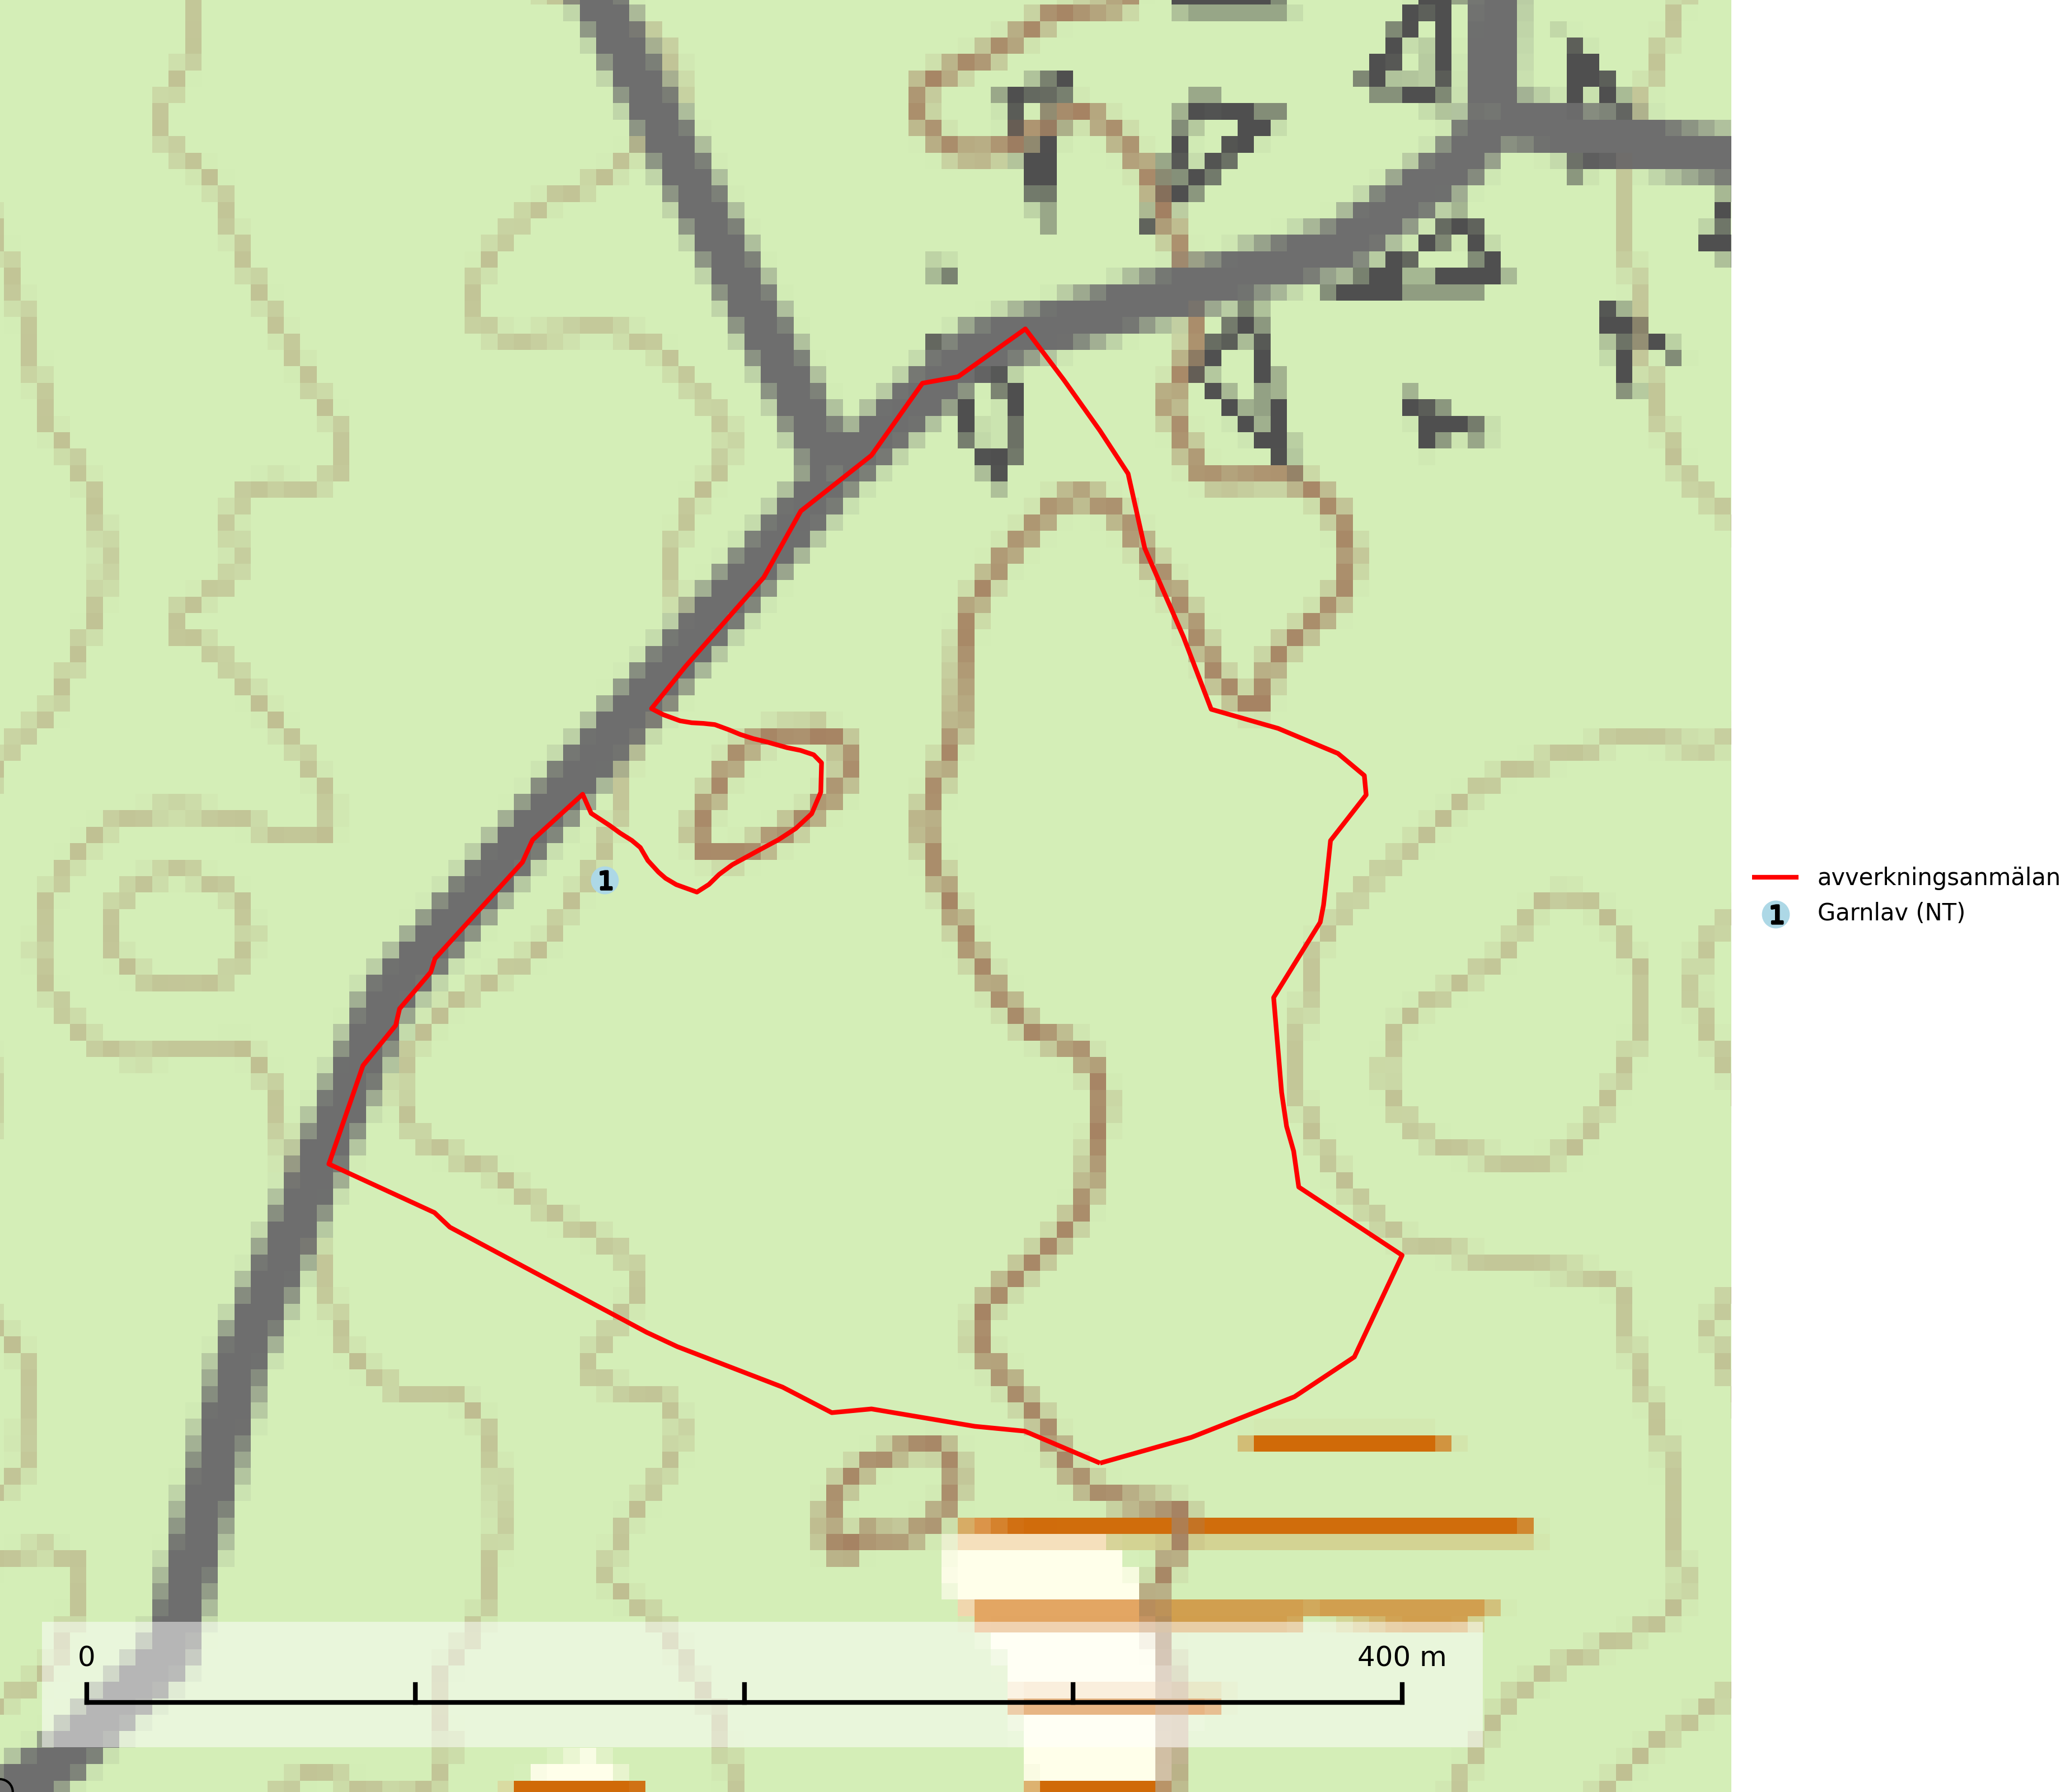 1
avverkningsanmälan
1 Garnlav (NT)
0 400 m